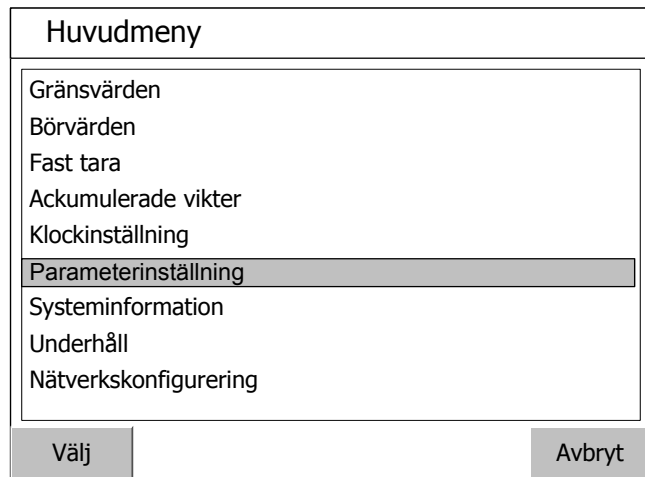 Huvudmeny
Gränsvärden
Börvärden
Fast tara
Ackumulerade vikter
Klockinställning
Parameterinställning
Systeminformation
Underhåll
Nätverkskonfigurering
Välj
Avbryt